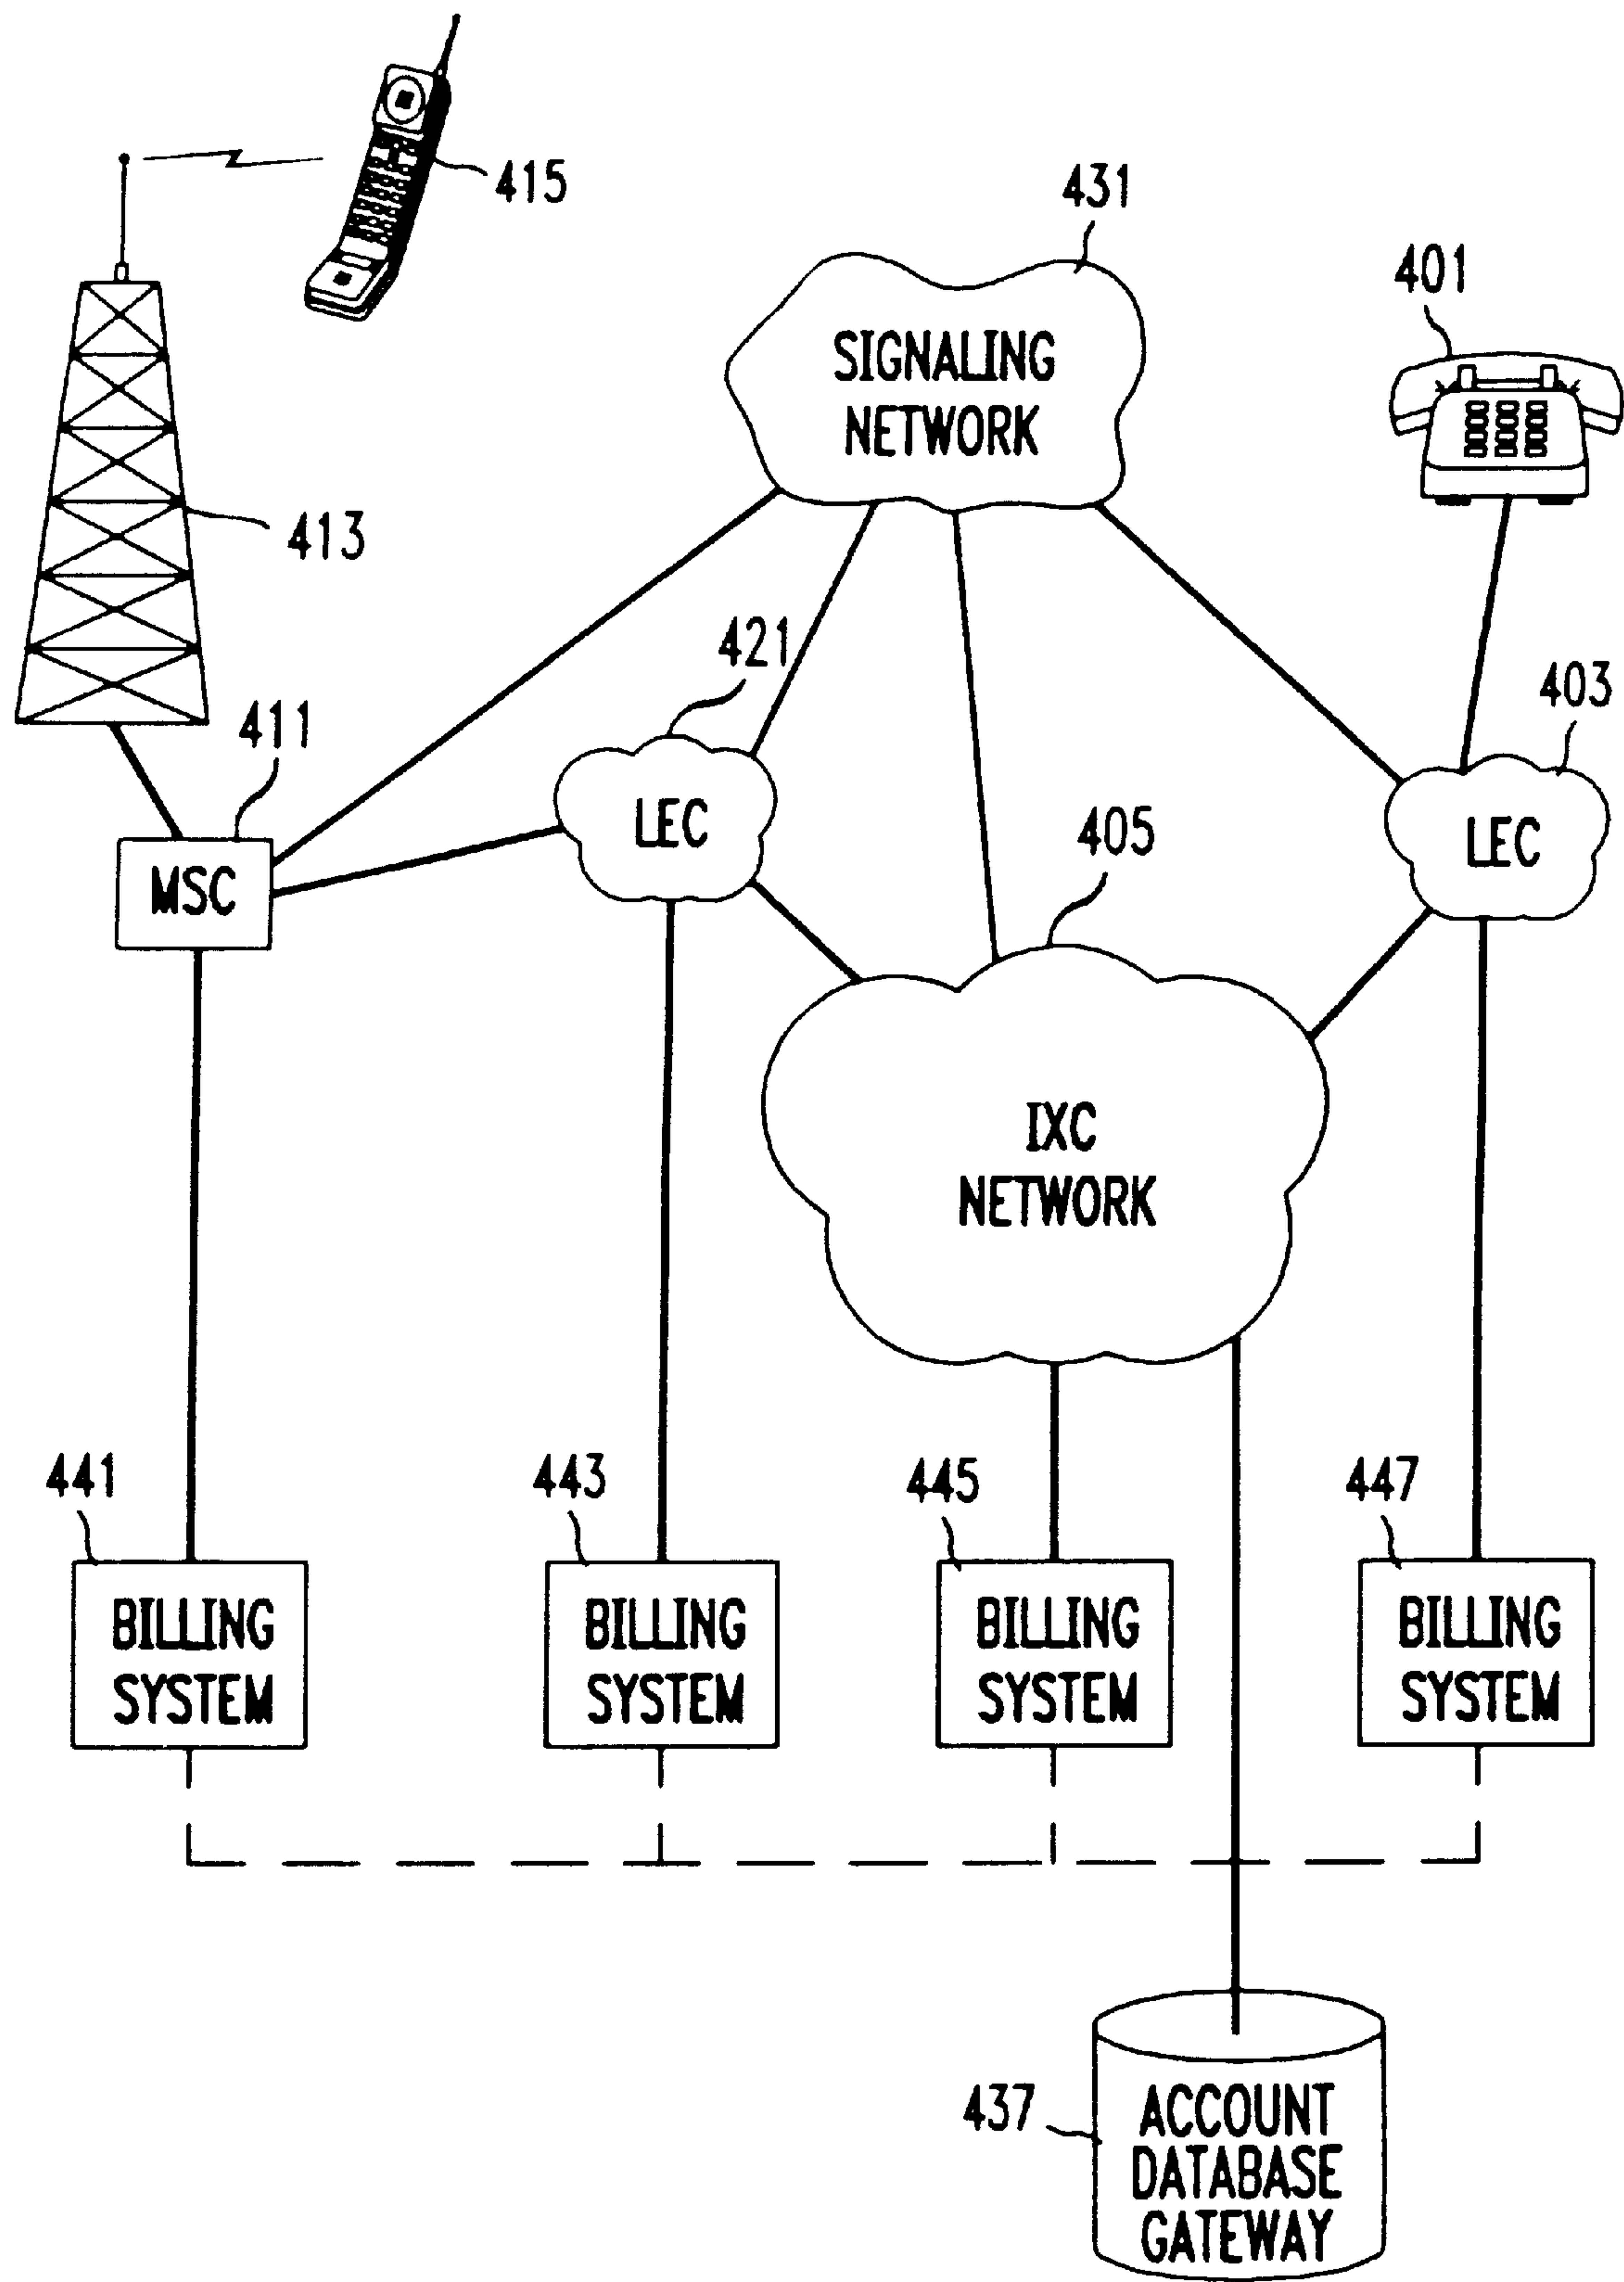 415
431
401
SIGNALING
NETWORK
413
421
403
411
405
LEC
LEC
MSC
IXC
NETWORK
441
443
445
447
BILLING
SYSTEM
BILLING
SYSTEM
BILLING
SYSTEM
BILLING
SYSTEM
437
ACCOUNT
DATABASE
GATEWAY